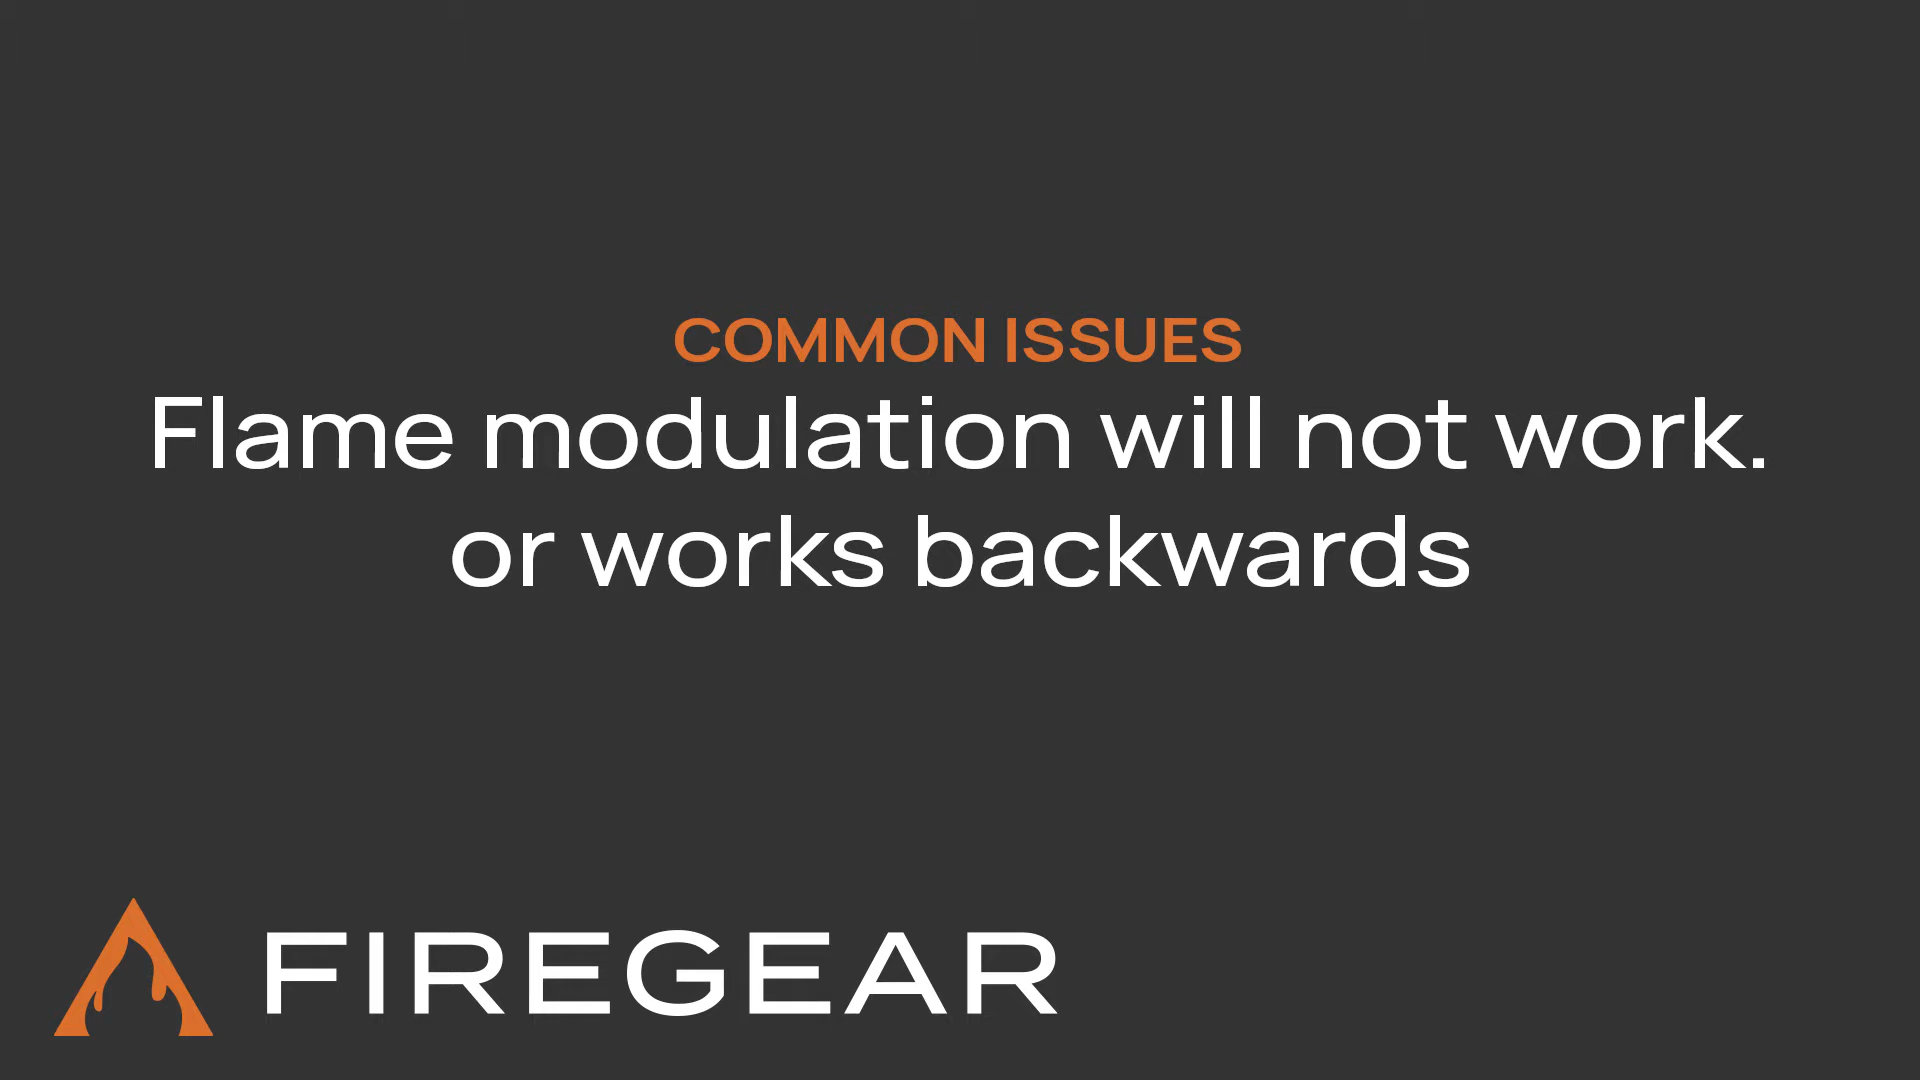 COMMON ISSUES
Flame modulation will not work.
or works backwards
FIREGEAR